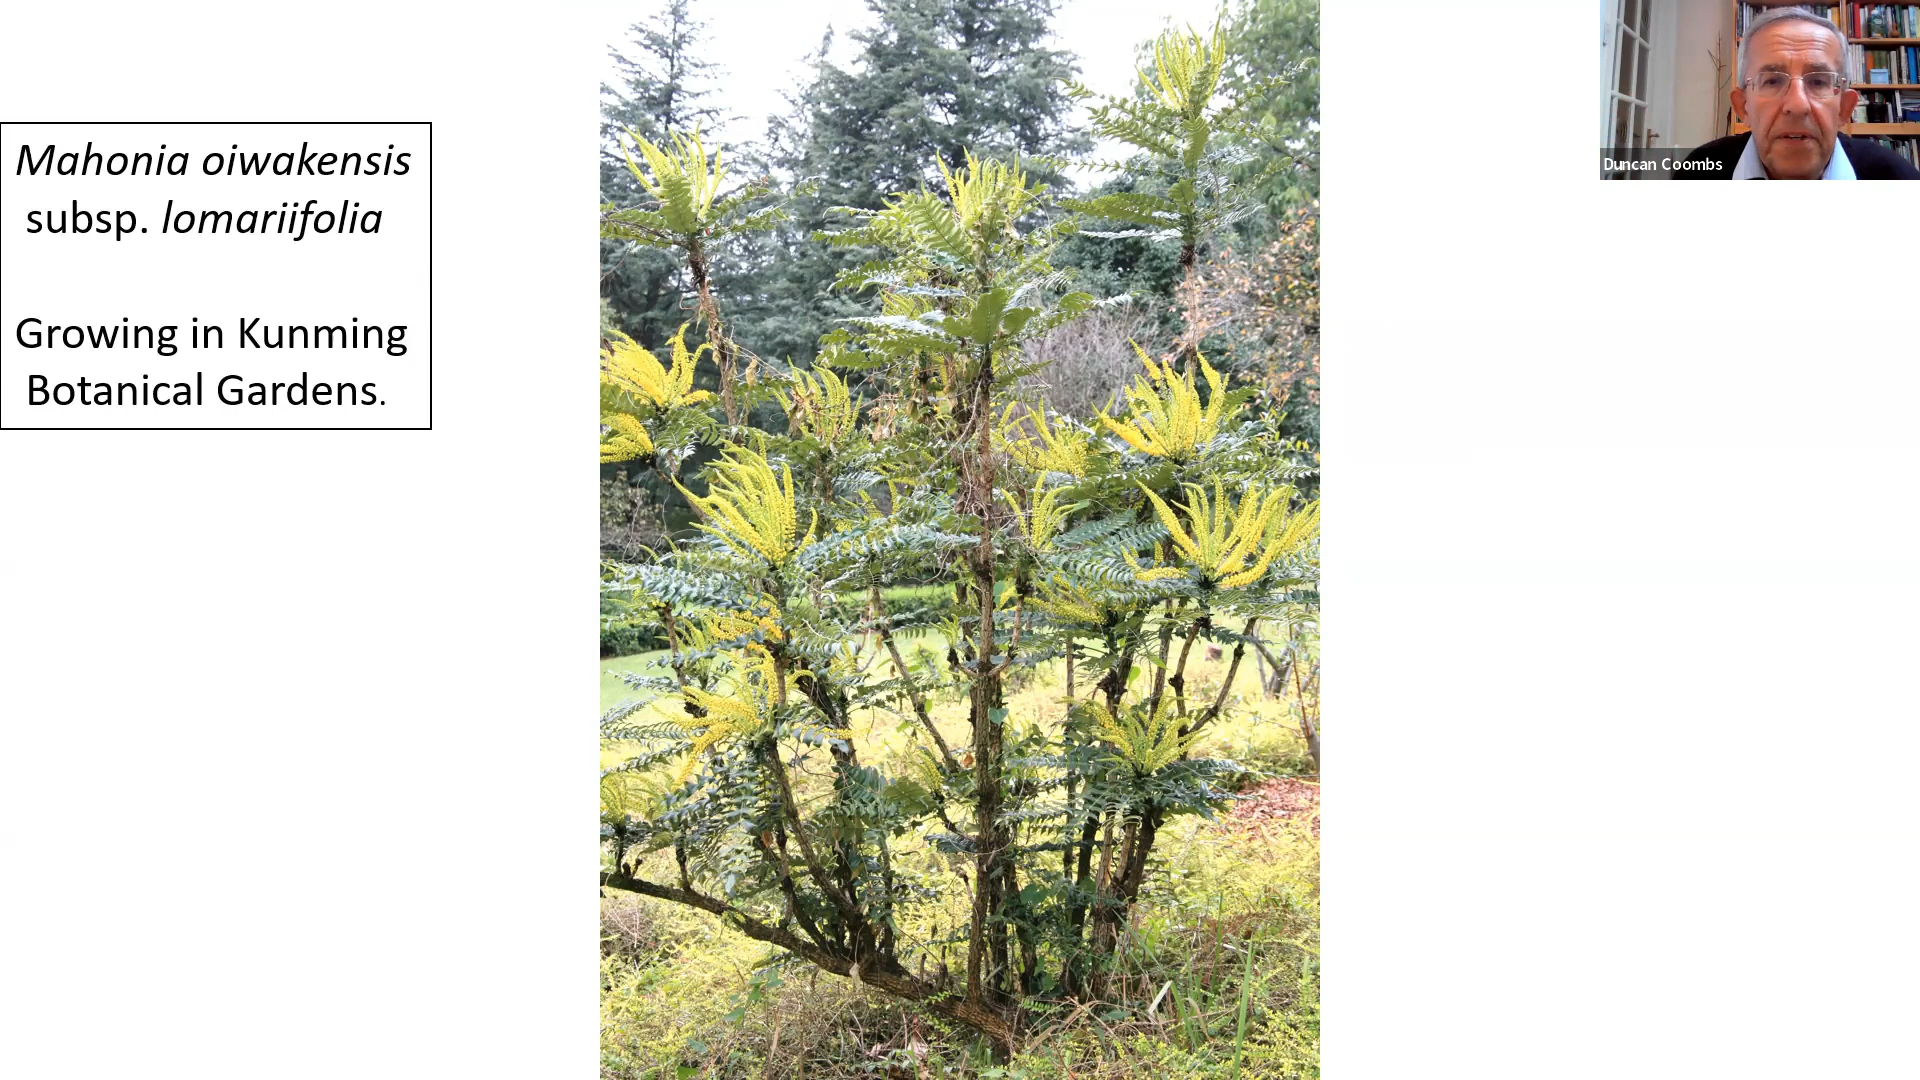 Mahonia oiwakensis
subsp. lomariifolia
Growing in Kunming
Botanical Gardens.
Duncan Coombs